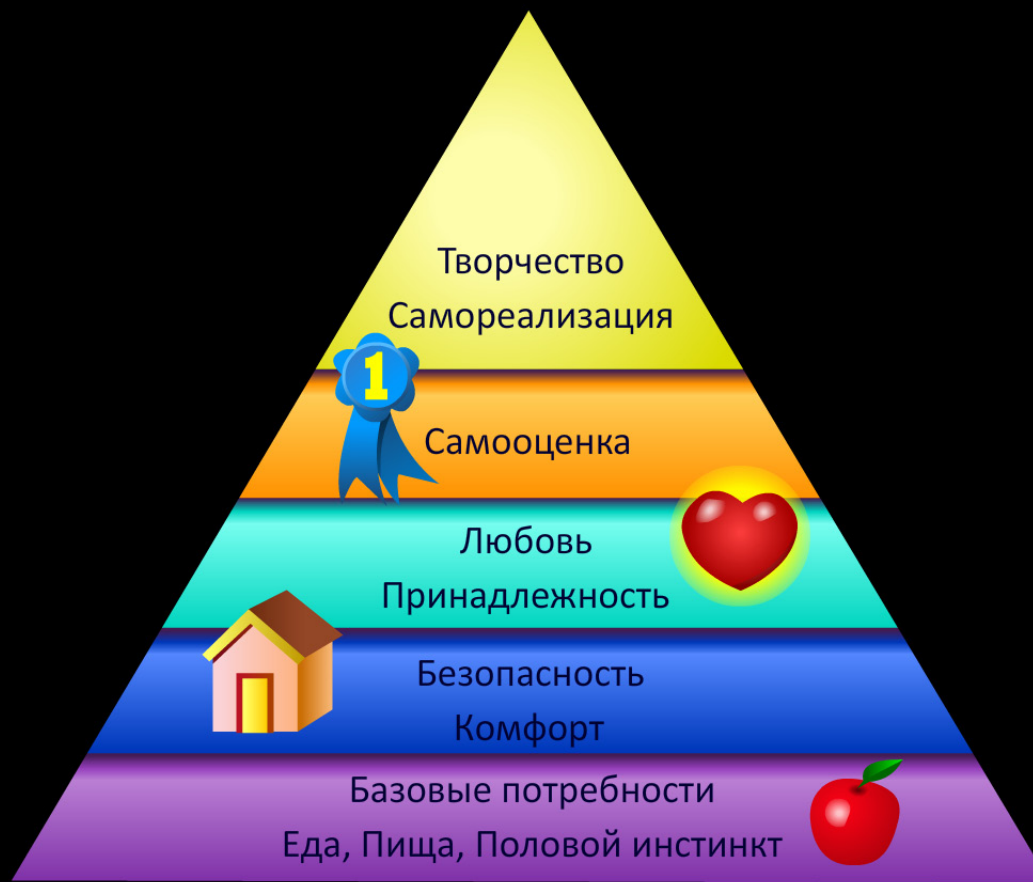 Творчество
Самореализация
1
Самооценка
Любовь
Принадлежность
Безопасность
Комфорт
Базовые потребности
Еда, Пища, Половой инстинкт